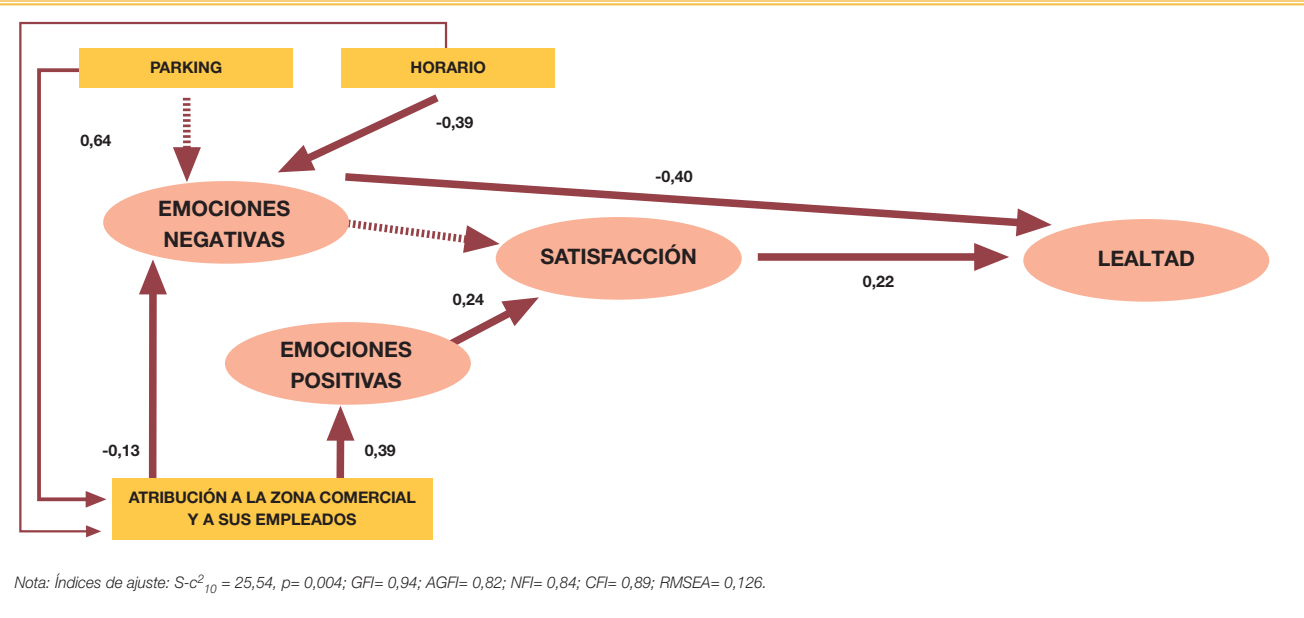 PARKING
HORARIO
0,64
-0,39
-0,40
EMOCIONES
NEGATIVAS
SATISFACCIÓN
LEALTAD
0,22
0,24
EMOCIONES
POSITIVAS
-0,13
0,39
ATRIBUCIÓN A LA ZONA COMERCIAL
Y A SUS EMPLEADOS
Nota: Índices de ajuste: S-c²₁₀ = 25,54, p= 0,004; GFI= 0,94; AGFI= 0,82; NFI= 0,84; CFI= 0,89; RMSEA= 0,126.